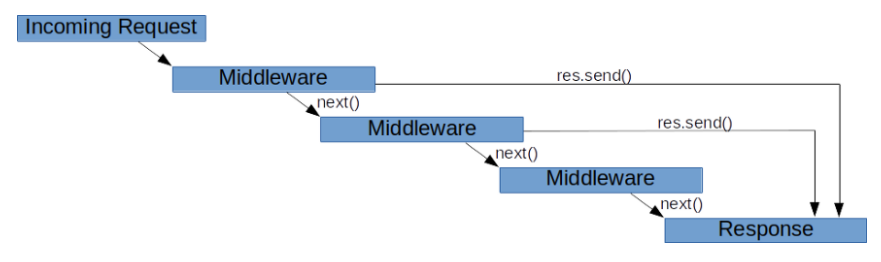 Incoming Request
Middleware
res.send()
next()
Middleware
res.send()
next()
Middleware
next()
Response